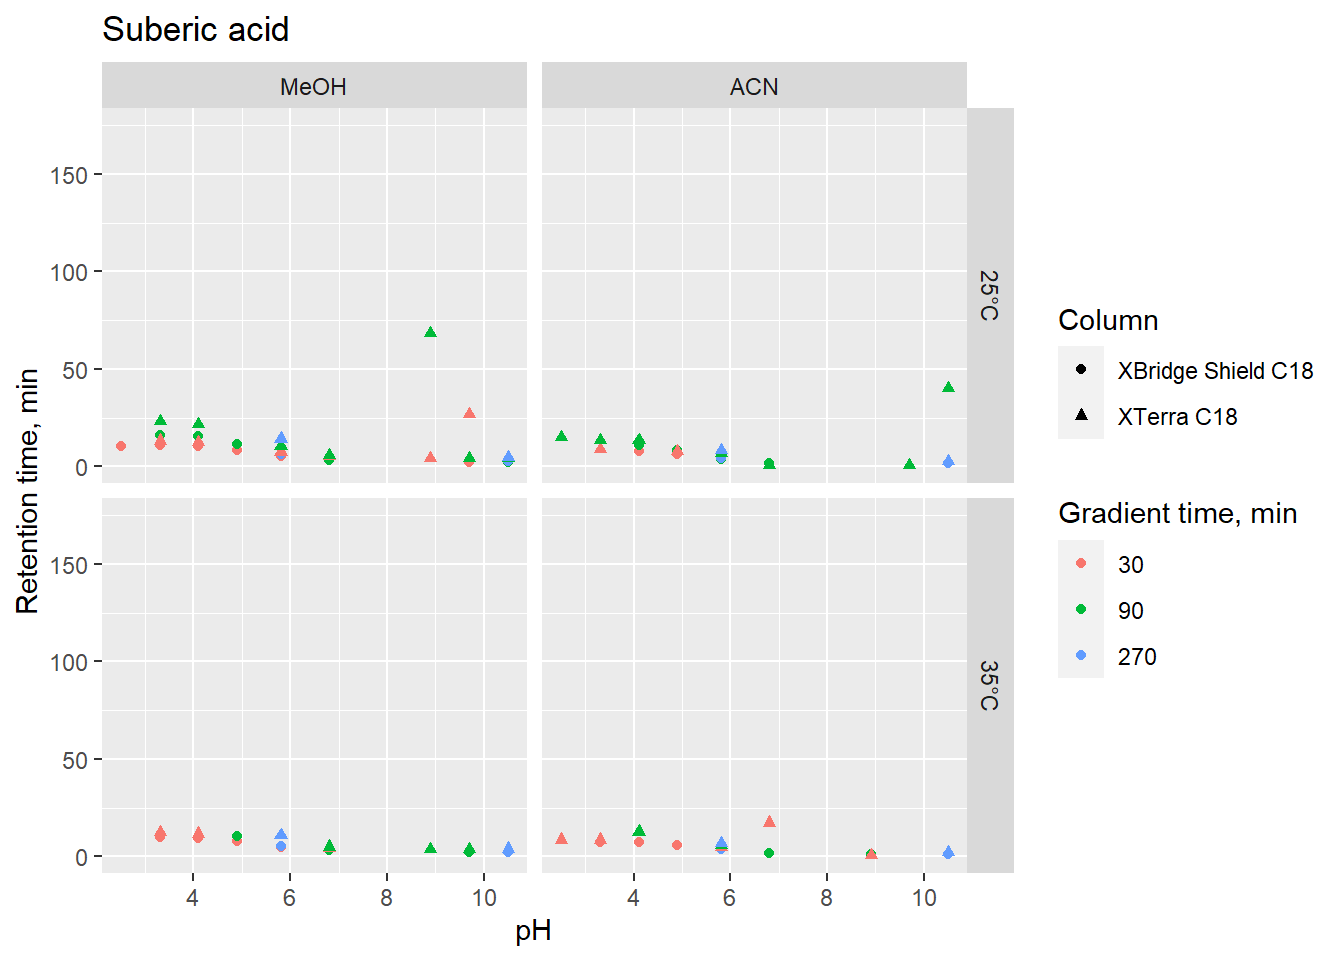 Suberic acid
MeOH
ACN
150
100
50
0
25°C
150
100
50
0
35°C
4
6
8
10
4
6
8
10
pH
Retention time, min
Column
XBridge Shield C18
XTerra C18
Gradient time, min
30
90
270